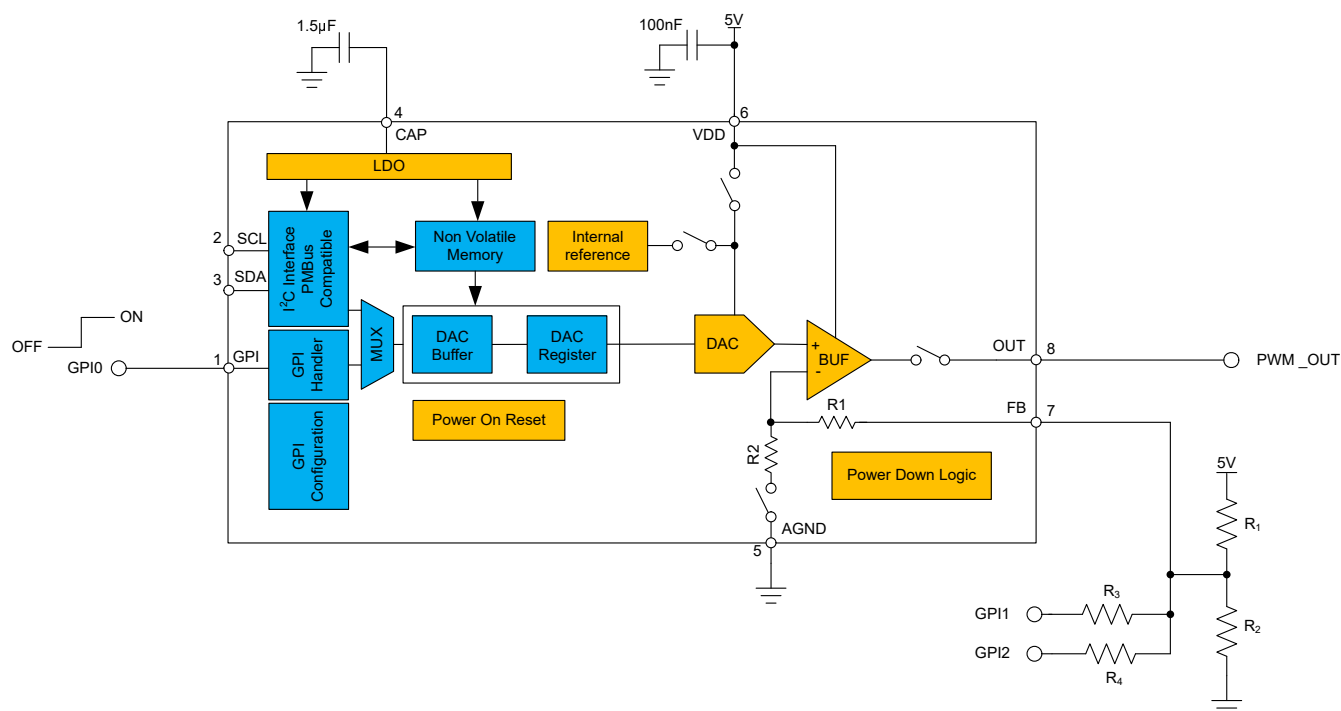 1.5µF
100nF
5V
4
CAP
6
VDD
LDO
2
SCL
3
SDA
I²C Interface
PMBus
Compatible
Non Volatile
Memory
Internal
reference
OFF
ON
GPI0
1
GPI
GPI
Handler
MUX
DAC
Buffer
DAC
Register
DAC
+
BUF
-
OUT
8
PWM _OUT
GPI
Configuration
Power On Reset
R1
FB
7
R2
Power Down Logic
AGND
5
5V
R₁
R₂
GPI1
R₃
GPI2
R₄